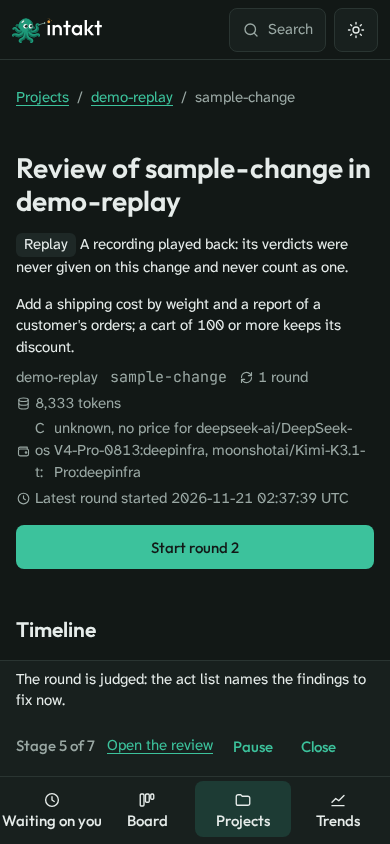 intakt
Search
Projects / demo-replay / sample-change
Review of sample-change in
demo-replay
Replay A recording played back: its verdicts were
never given on this change and never count as one.
Add a shipping cost by weight and a report of a
customer's orders; a cart of 100 or more keeps its
discount.
demo-replay sample-change 1 round
8,333 tokens
C unknown, no price for deepseek-ai/DeepSeek-
os V4-Pro-0813:deepinfra, moonshotai/Kimi-K3.1-
t: Pro:deepinfra
Latest round started 2026-11-21 02:37:39 UTC
Start round 2
Timeline
The round is judged: the act list names the findings to
fix now.
Stage 5 of 7 Open the review Pause Close
Waiting on you Board Projects Trends